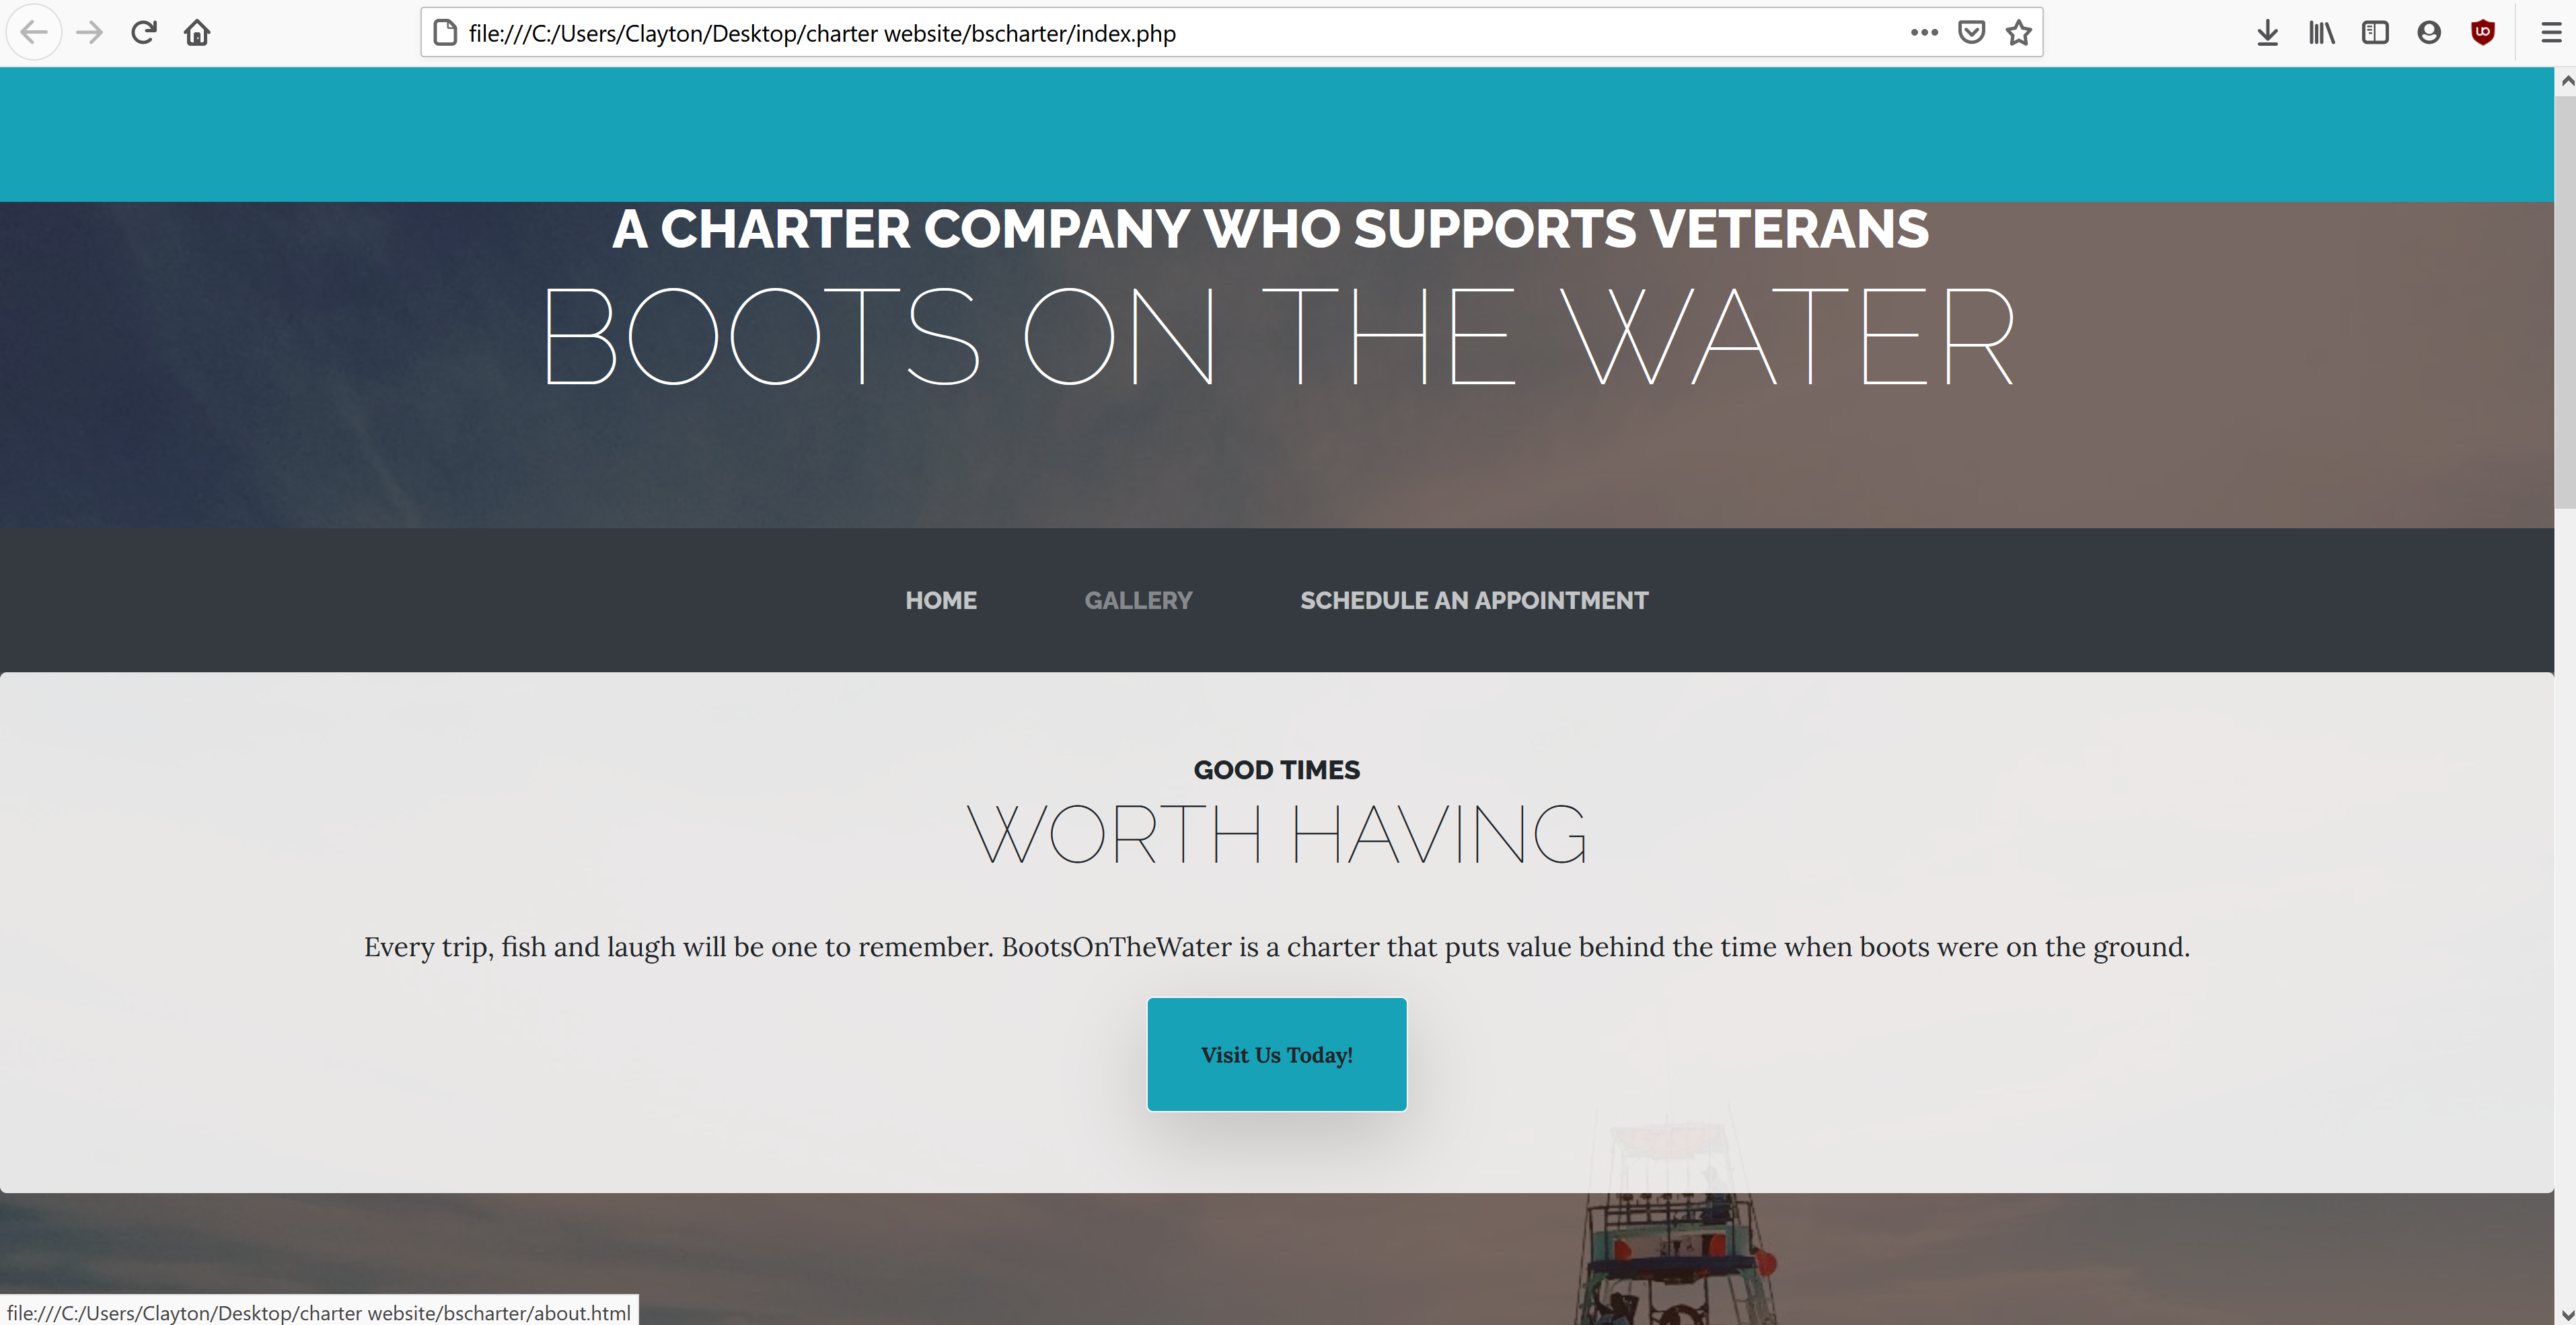 file:///C:/Users/Clayton/Desktop/charter website/bscharter/index.php
A CHARTER COMPANY WHO SUPPORTS VETERANS
BOOTS ON THE WATER
HOME GALLERY SCHEDULE AN APPOINTMENT
GOOD TIMES
WORTH HAVING
Every trip, fish and laugh will be one to remember. BootsOnTheWater is a charter that puts value behind the time when boots were on the ground.
Visit Us Today!
file:///C:/Users/Clayton/Desktop/charter website/bscharter/about.html